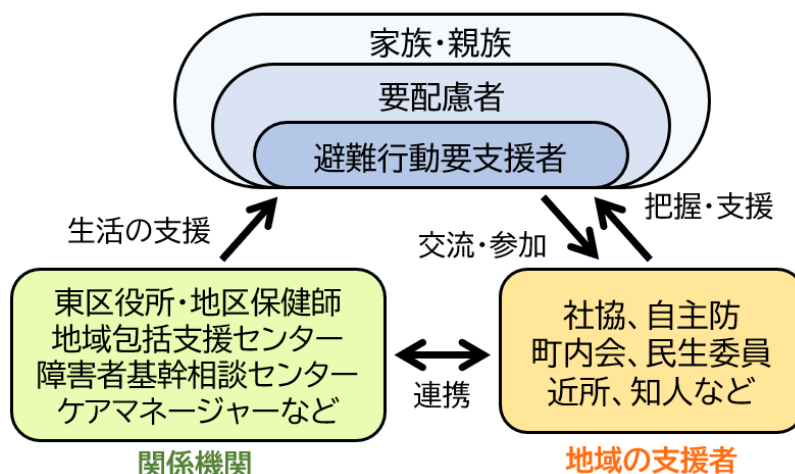 家族・親族
要配慮者
避難行動要支援者
生活の支援
把握・支援
交流・参加
東区役所・地区保健師
地域包括支援センター
障害者基幹相談センター
ケアマネージャーなど
連携
社協、自主防
町内会、民生委員
近所、知人など
関係機関
地域の支援者